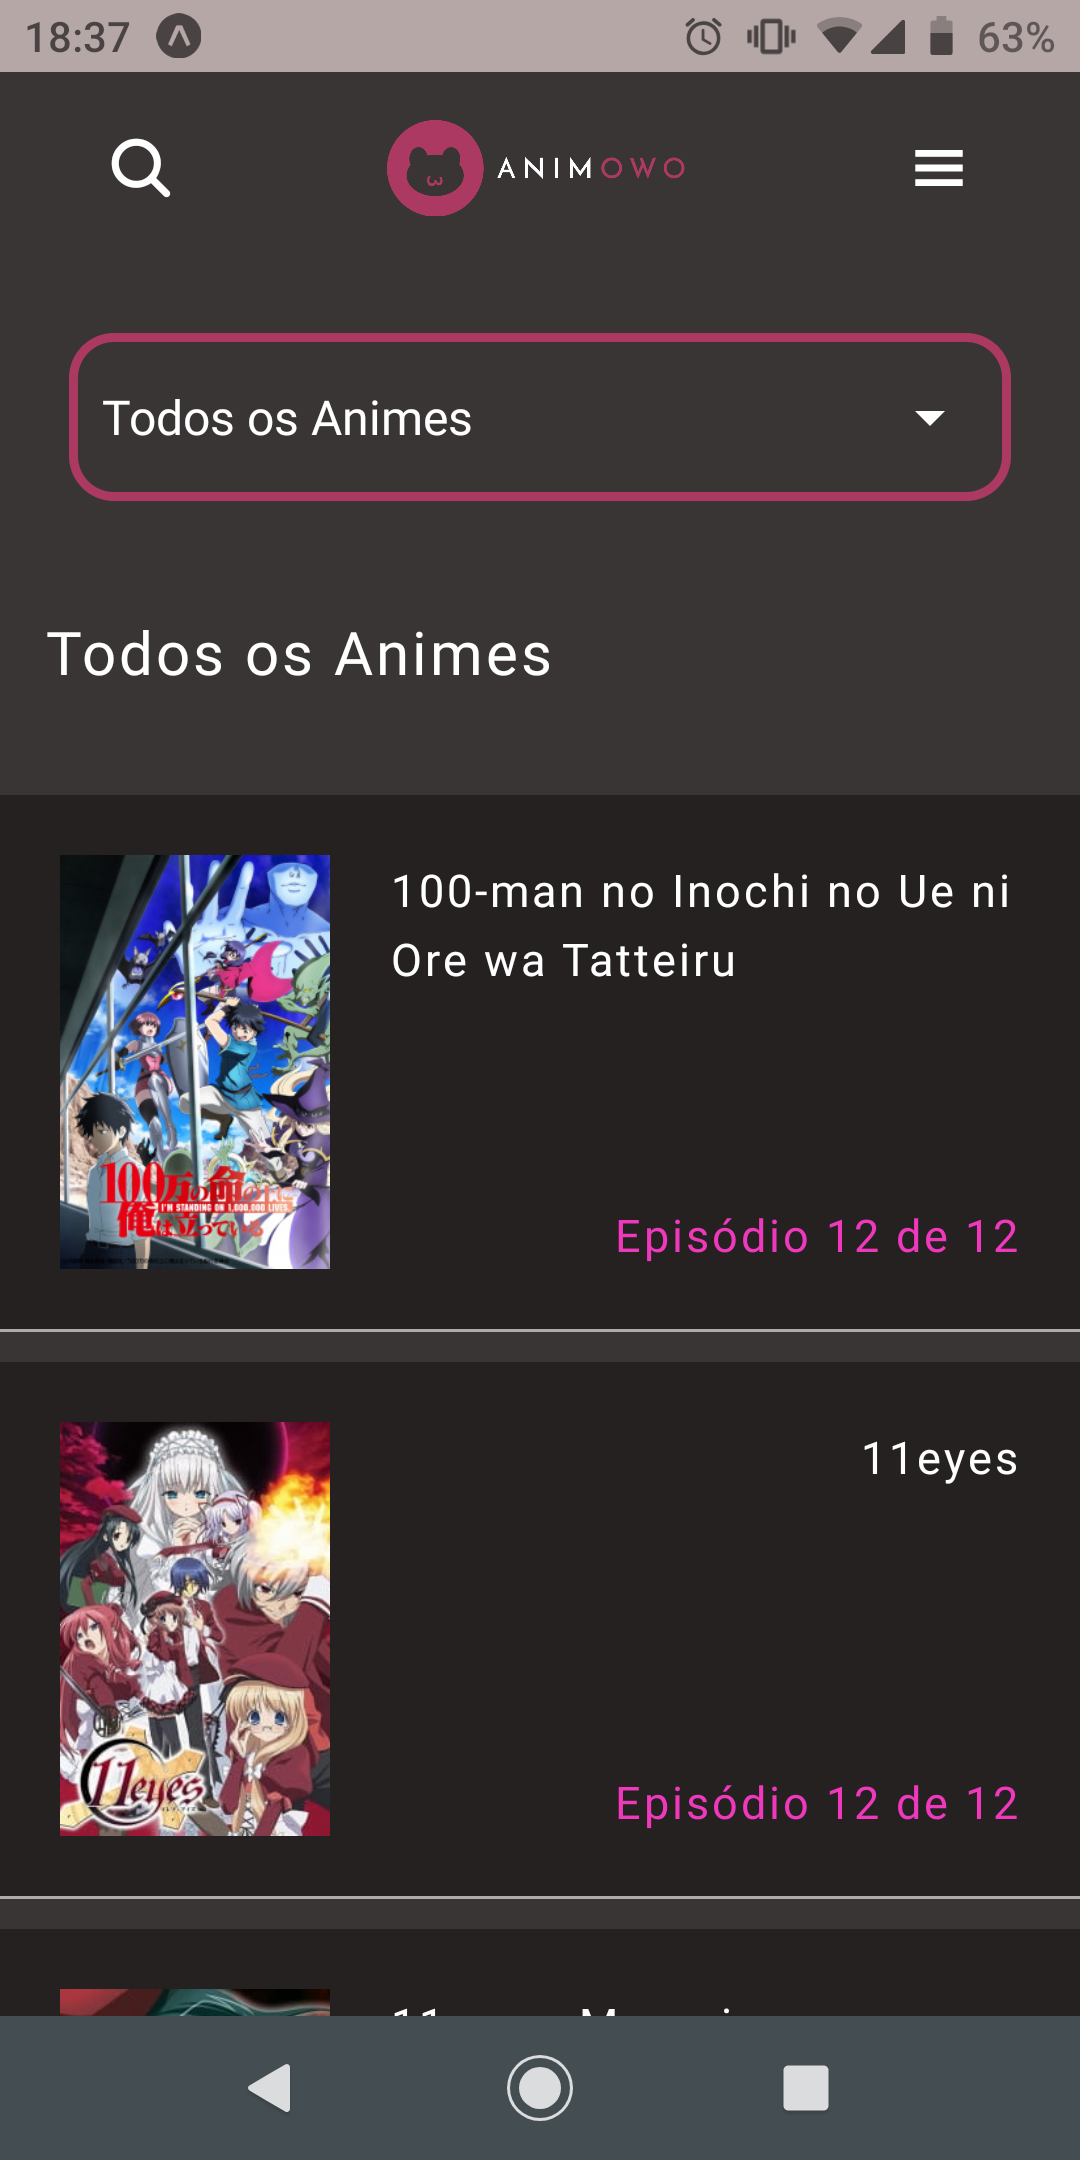 18:37
63%
ANIMOWO
Todos os Animes
Todos os Animes
100-man no Inochi no Ue ni
Ore wa Tatteiru
100万の命の上に
I'M STANDING ON 1,000,000 LIVES.
俺は立っている
Episódio 12 de 12
11eyes
11eyes
Episódio 12 de 12